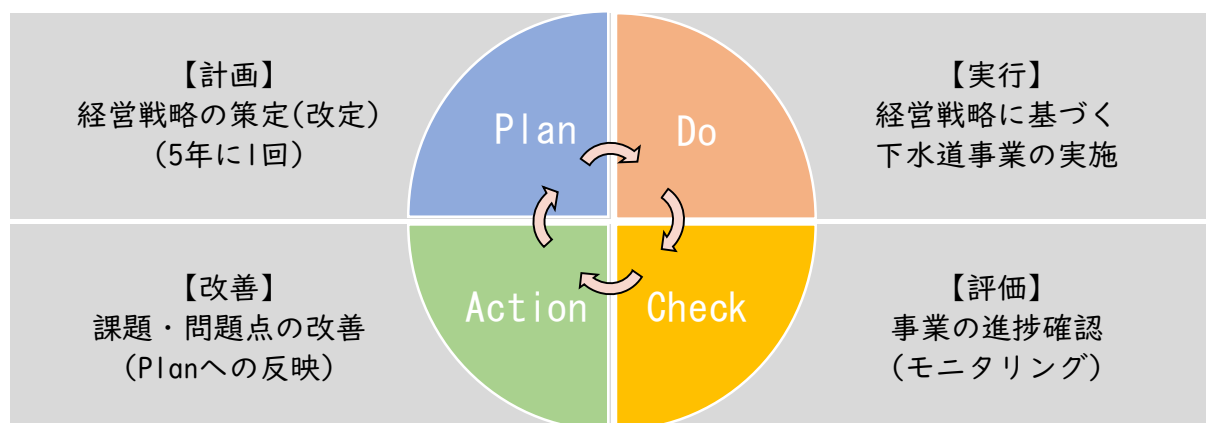 【計画】
経営戦略の策定(改定)
(5年に1回)
Plan
Do
【実行】
経営戦略に基づく
下水道事業の実施
【改善】
課題・問題点の改善
(Planへの反映)
Action
Check
【評価】
事業の進捗確認
(モニタリング)